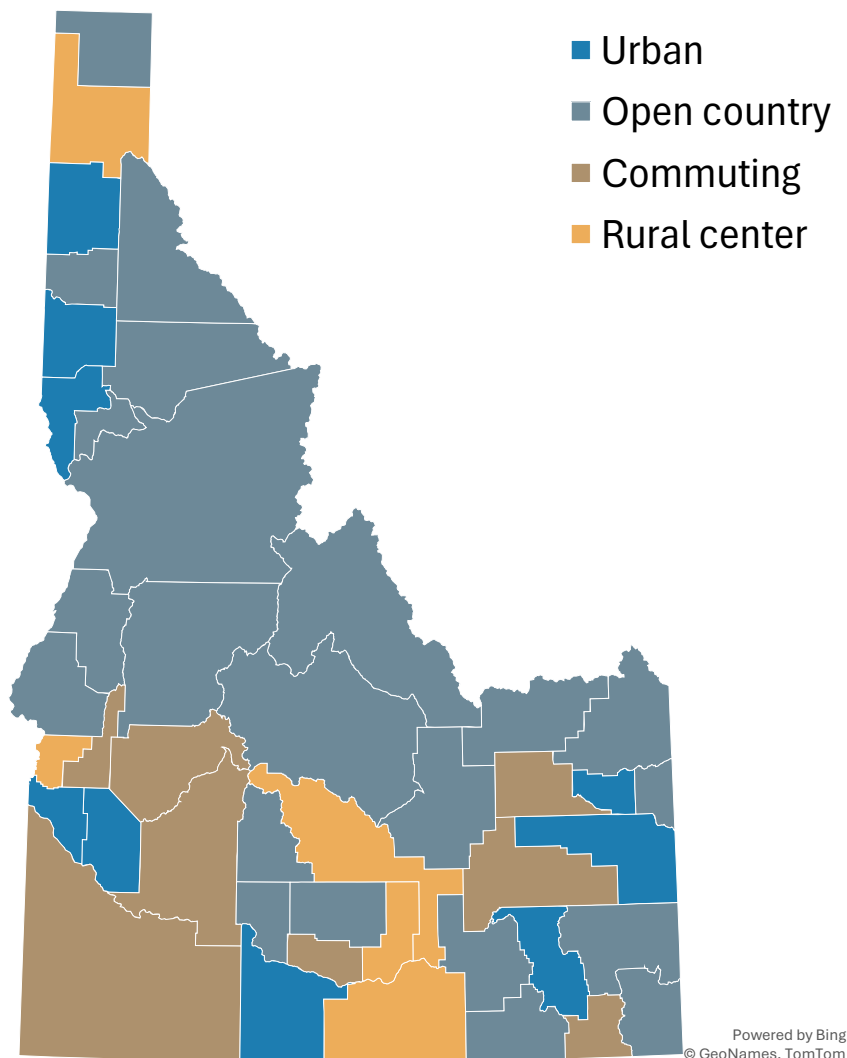 Urban
Open country
Commuting
Rural center
Powered by Bing
© GeoNames, TomTom